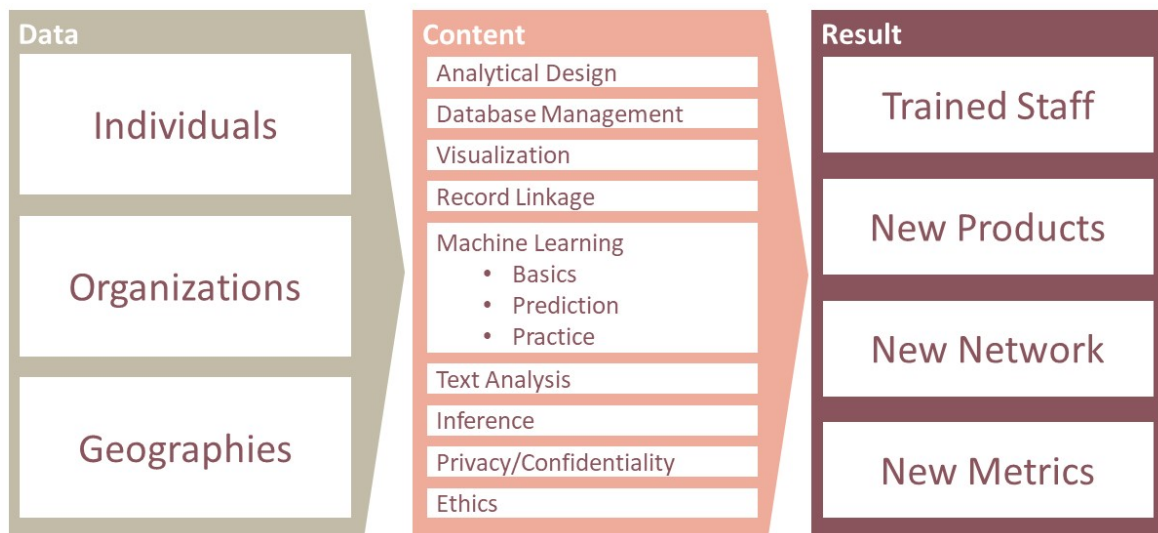 Data
Individuals
Organizations
Geographies
Content
Analytical Design
Database Management
Visualization
Record Linkage
Machine Learning
• Basics
• Prediction
• Practice
Text Analysis
Inference
Privacy/Confidentiality
Ethics
Result
Trained Staff
New Products
New Network
New Metrics